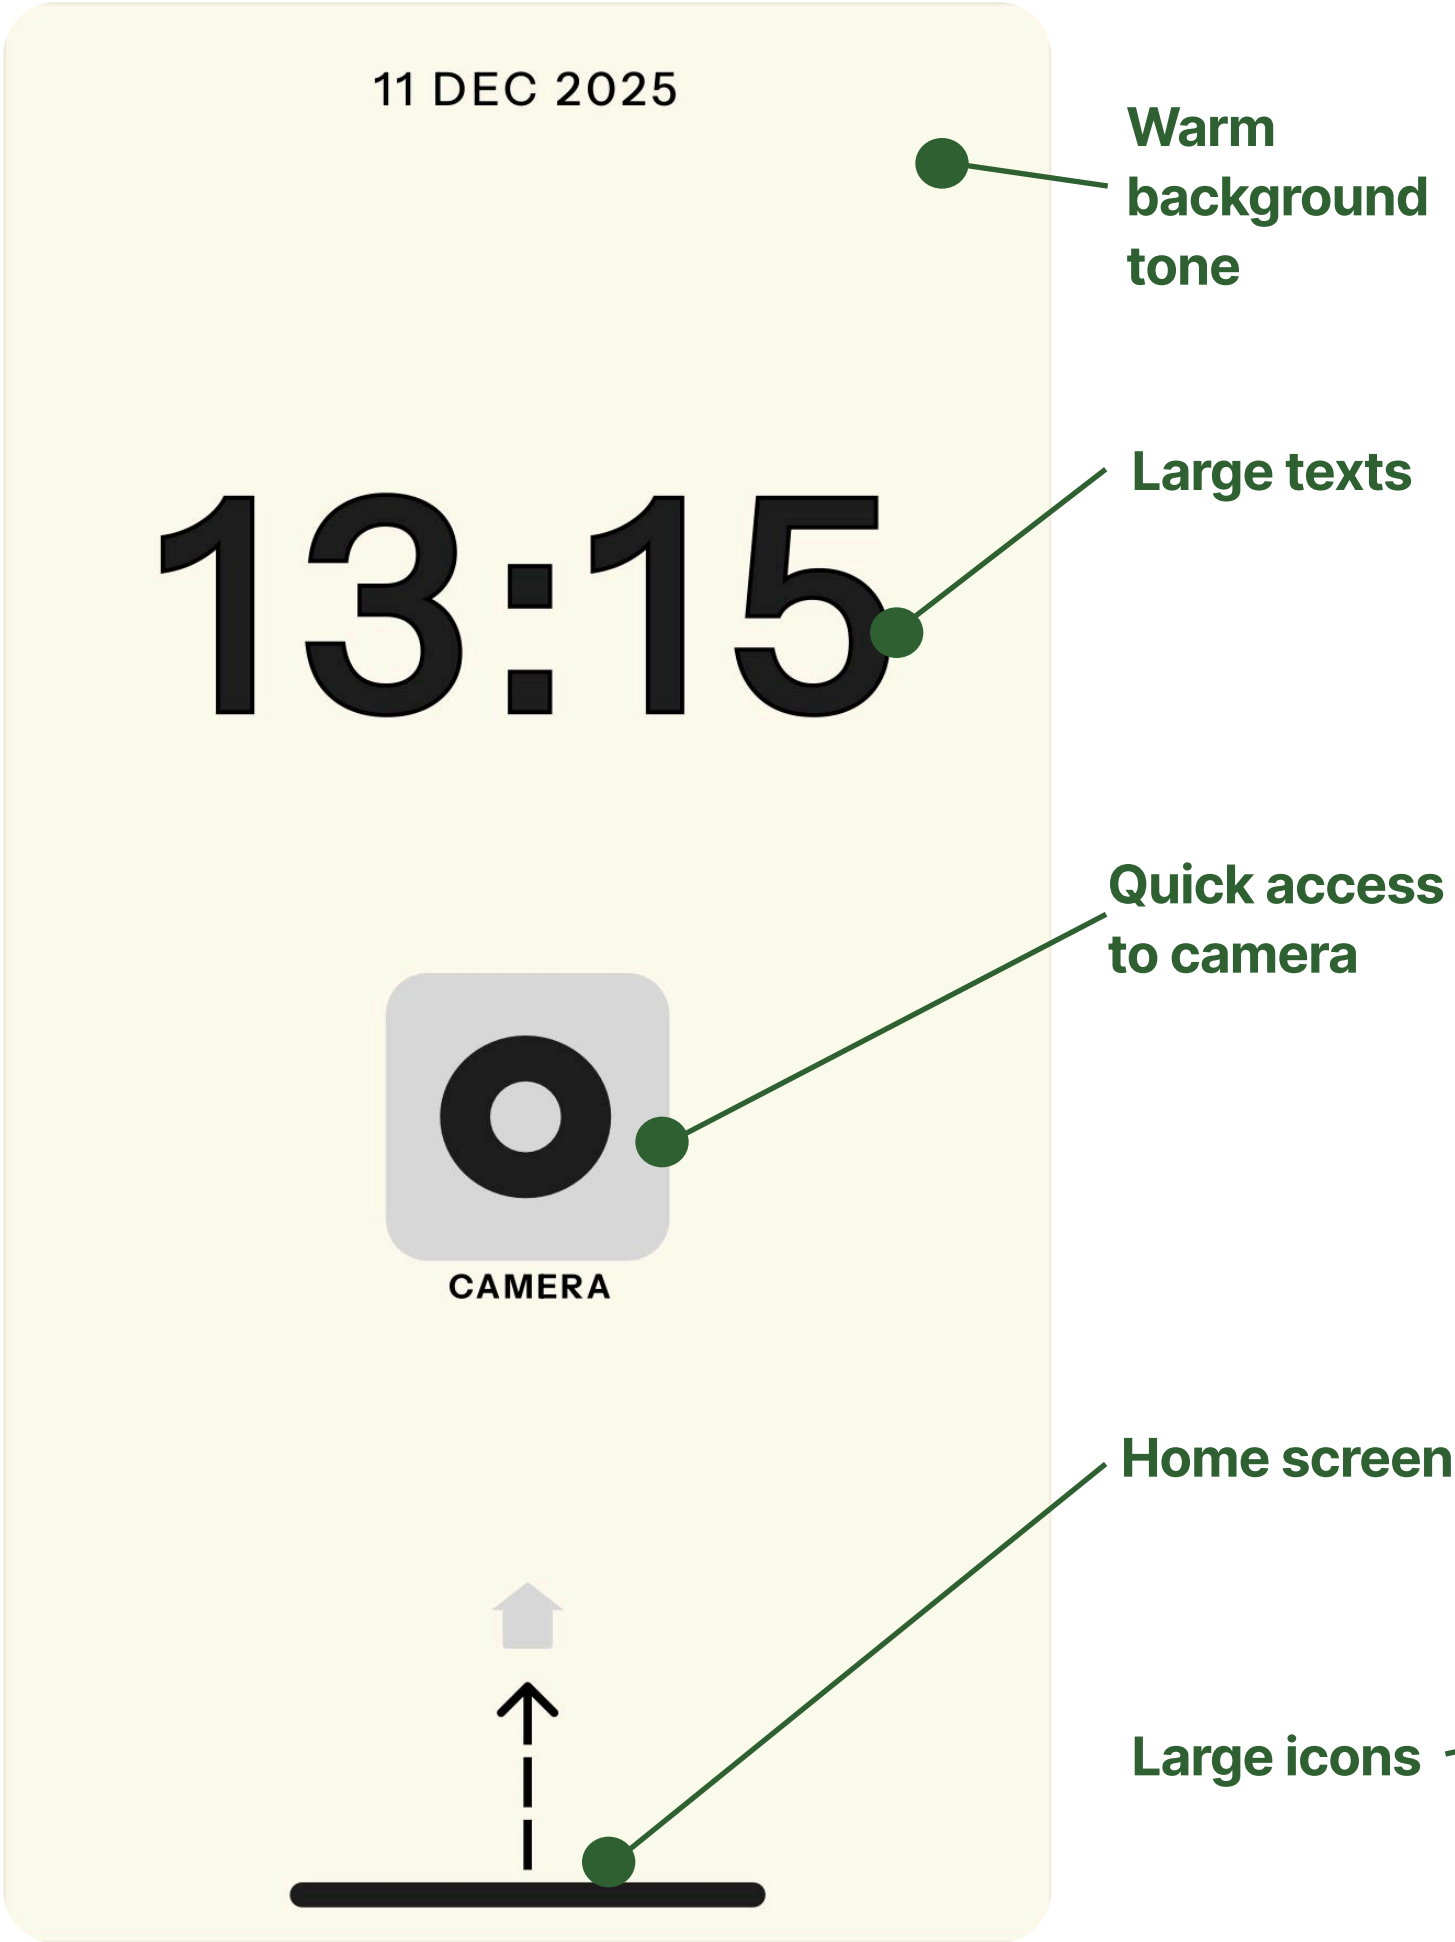 11 DEC 2025
Warm
background
tone
13:15
Large texts
Quick access
to camera
CAMERA
Home screen
Large icons